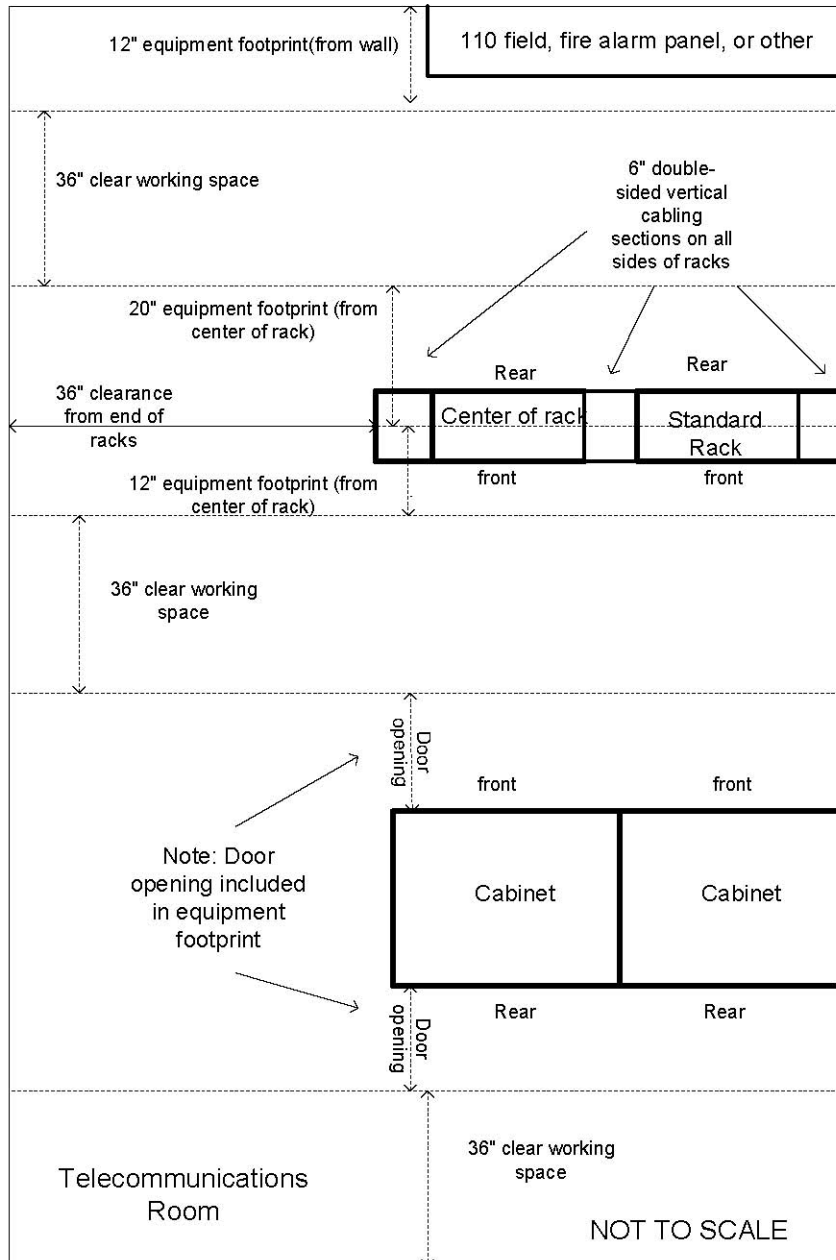 12" equipment footprint(from wall)
110 field, fire alarm panel, or other
36" clear working space
6" double-
sided vertical
cabling
sections on all
sides of racks
20" equipment footprint (from
center of rack)
Rear
Rear
36" clearance
from end of
racks
Center of rack
Standard
Rack
front
front
12" equipment footprint (from
center of rack)
36" clear working
space
Door
opening
front
front
Note: Door
opening included
in equipment
footprint
Cabinet
Cabinet
Door
opening
Rear
Rear
36" clear working
space
Telecommunications
Room
NOT TO SCALE